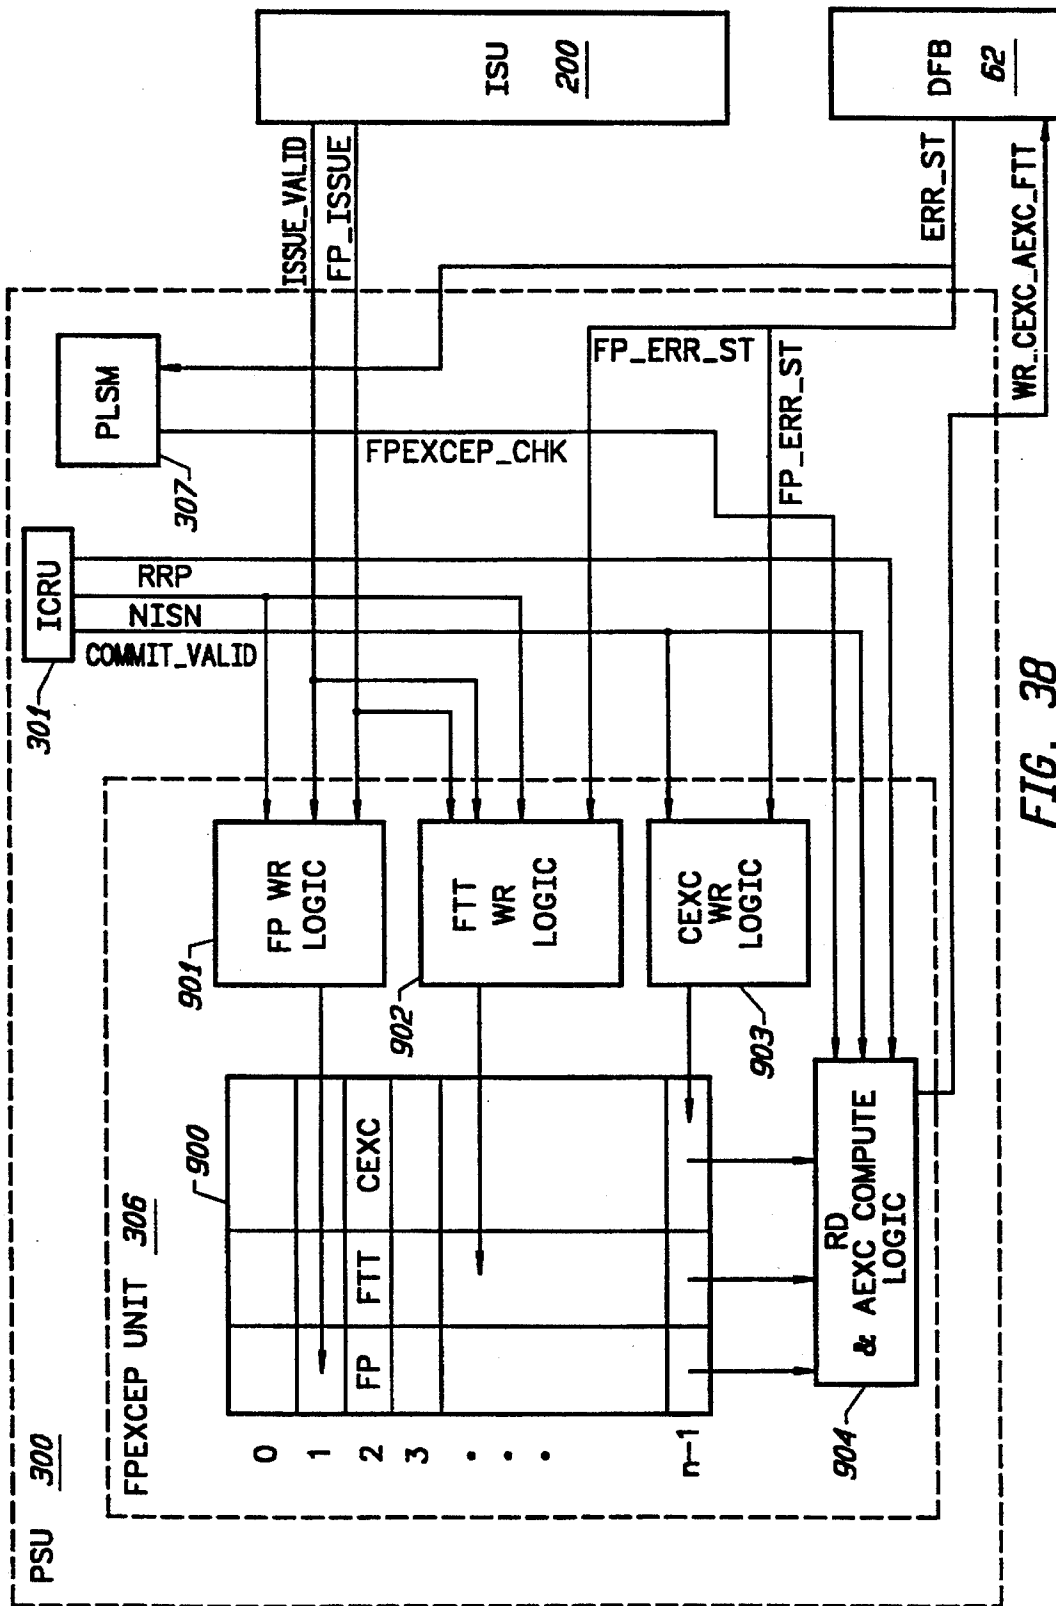 PSU 300
FPEXCEP UNIT 306
ICRU
301
PLSM
307
ISU
200
DFB
62
ISSUE_VALID
FP_ISSUE
RRP
NISN
COMMIT_VALID
FPEXCEP_CHK
FP_ERR_ST
FP_ERR_ST
ERR_ST
WR_CEXC_AEXC_FTT
FP WR
LOGIC
901
FTT
WR
LOGIC
902
CEXC
WR
LOGIC
903
900
0
1
2
3
. . .
n-1
FP
FTT
CEXC
RD
& AEXC COMPUTE
LOGIC
904
FIG. 38